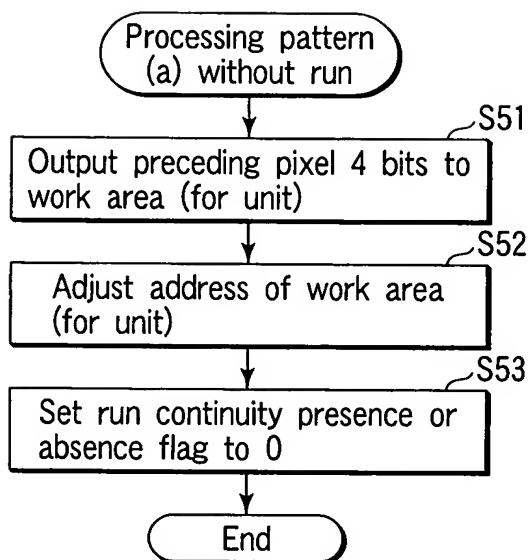 Processing pattern
(a) without run
S51
Output preceding pixel 4 bits to
work area (for unit)
S52
Adjust address of work area
(for unit)
S53
Set run continuity presence or
absence flag to 0
End